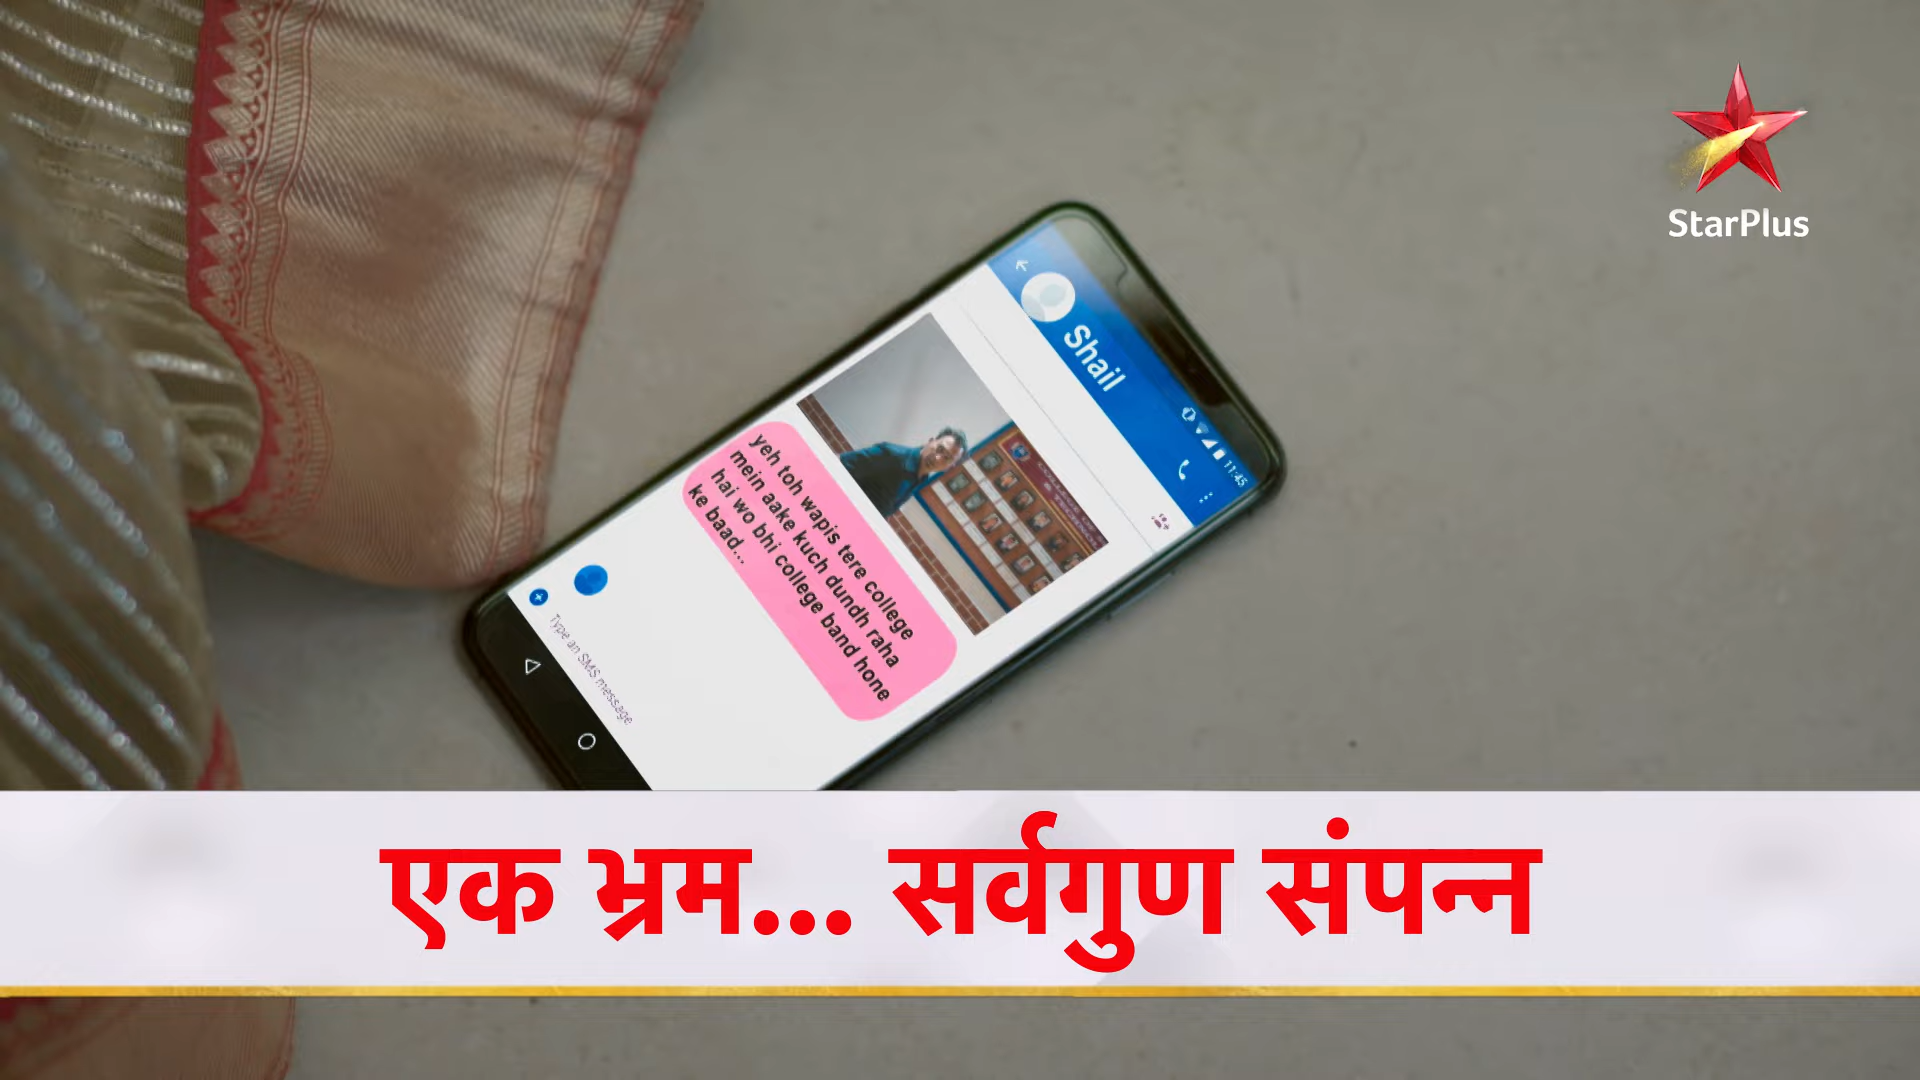 StarPlus
Shail
11:45
yeh toh wapis tere college
mein aake kuch dundh raha
hai wo bhi college band hone
ke baad...
Type an SMS message
एक भ्रम... सर्वगुण संपन्न